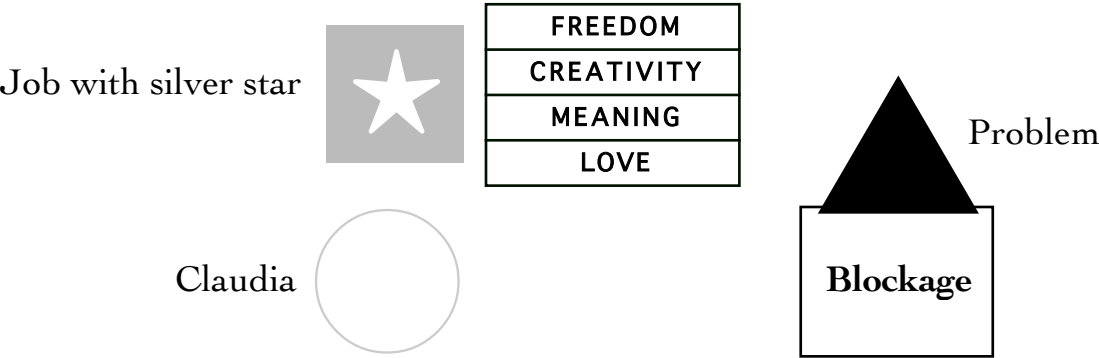 Job with silver star
FREEDOM
CREATIVITY
MEANING
LOVE
Problem
Claudia
Blockage